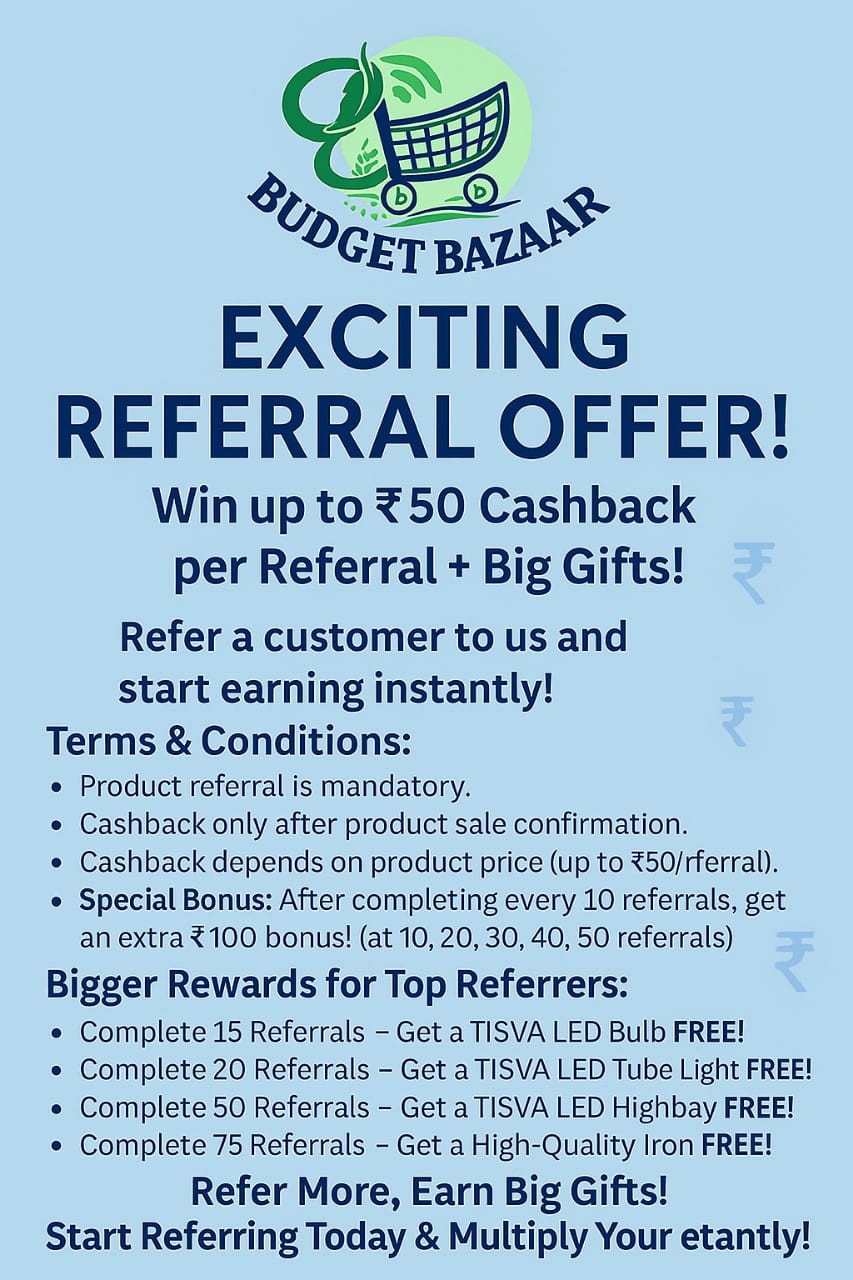 BUDGET BAZAAR
EXCITING
REFERRAL OFFER!
Win up to ₹50 Cashback
per Referral + Big Gifts!
₹
Refer a customer to us and
start earning instantly!
₹
Terms & Conditions:
• Product referral is mandatory.
• Cashback only after product sale confirmation.
• Cashback depends on product price (up to ₹50/rferral).
• Special Bonus: After completing every 10 referrals, get
an extra ₹100 bonus! (at 10, 20, 30, 40, 50 referrals)
₹
Bigger Rewards for Top Referrers:
• Complete 15 Referrals – Get a TISVA LED Bulb FREE!
• Complete 20 Referrals – Get a TISVA LED Tube Light FREE!
• Complete 50 Referrals – Get a TISVA LED Highbay FREE!
• Complete 75 Referrals – Get a High-Quality Iron FREE!
Refer More, Earn Big Gifts!
Start Referring Today & Multiply Your etantly!